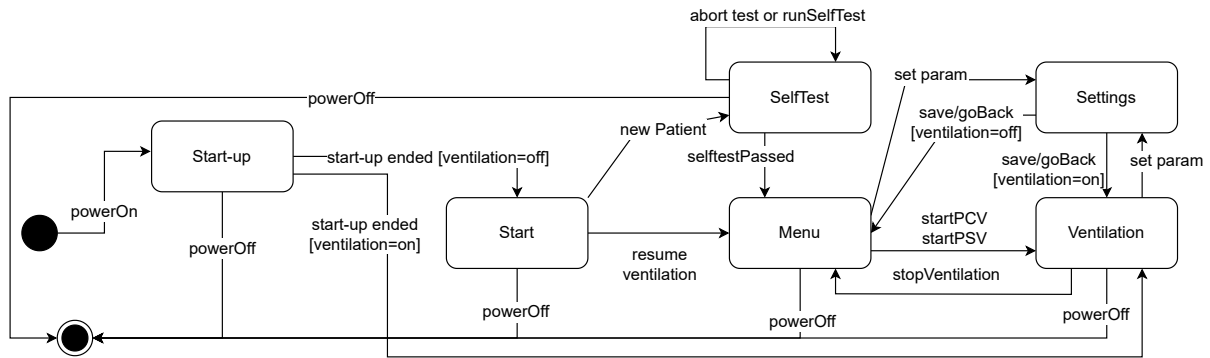 abort test or runSelfTest
SelfTest
set param
Settings
powerOff
save/goBack
[ventilation=off]
new Patient
Start-up
start-up ended [ventilation=off]
selftestPassed
save/goBack
[ventilation=on]
set param
powerOn
powerOff
start-up ended
[ventilation=on]
Start
resume
ventilation
Menu
startPCV
startPSV
Ventilation
stopVentilation
powerOff
powerOff
powerOff